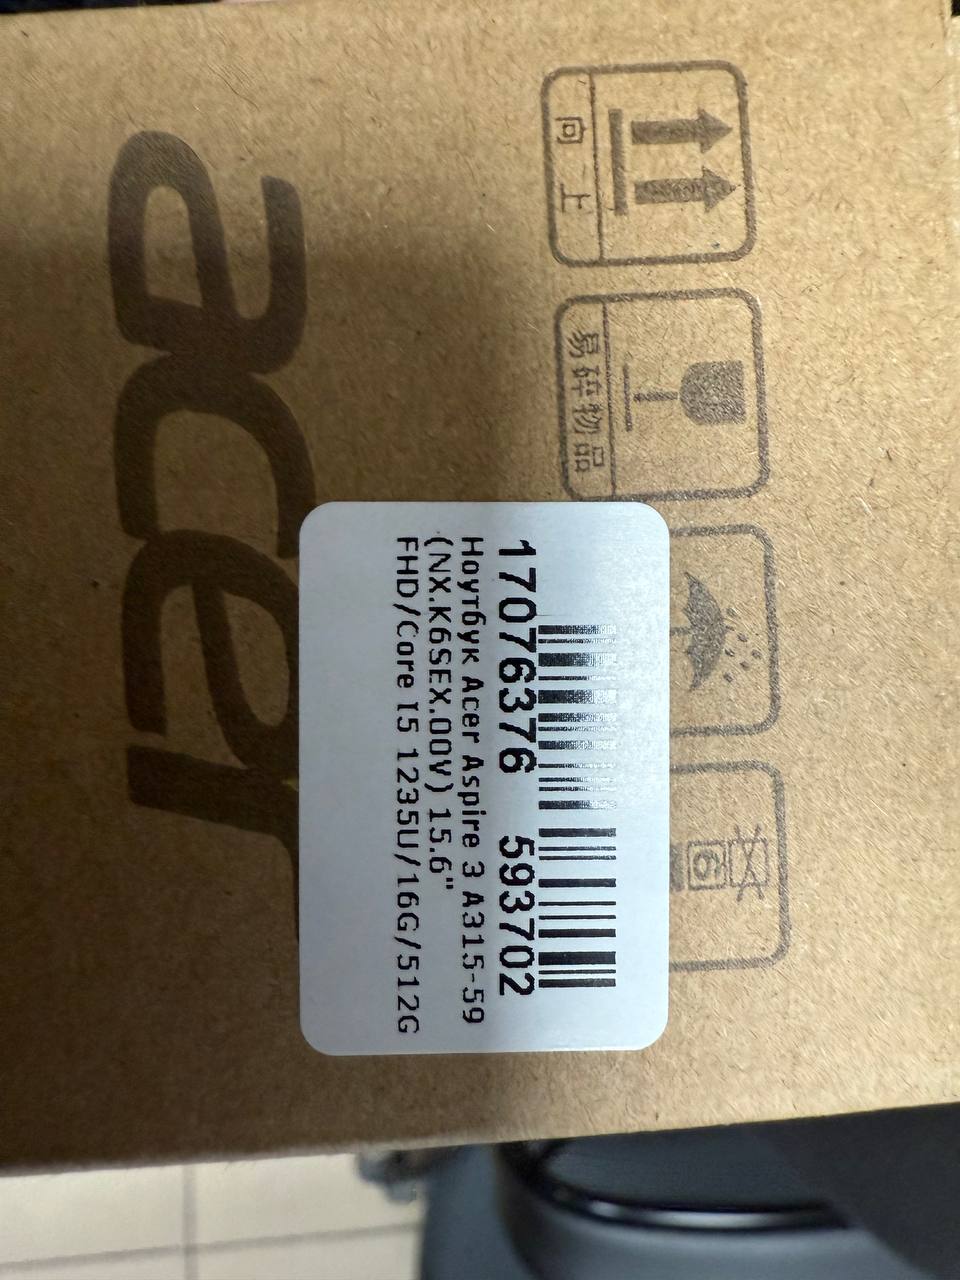 acer
向上
易碎物品
6
17076376 593702
Ноутбук Acer Aspire 3 A315-59
(NX.K6SEX.00V) 15.6"
FHD/Core I5 1235U/16G/512G